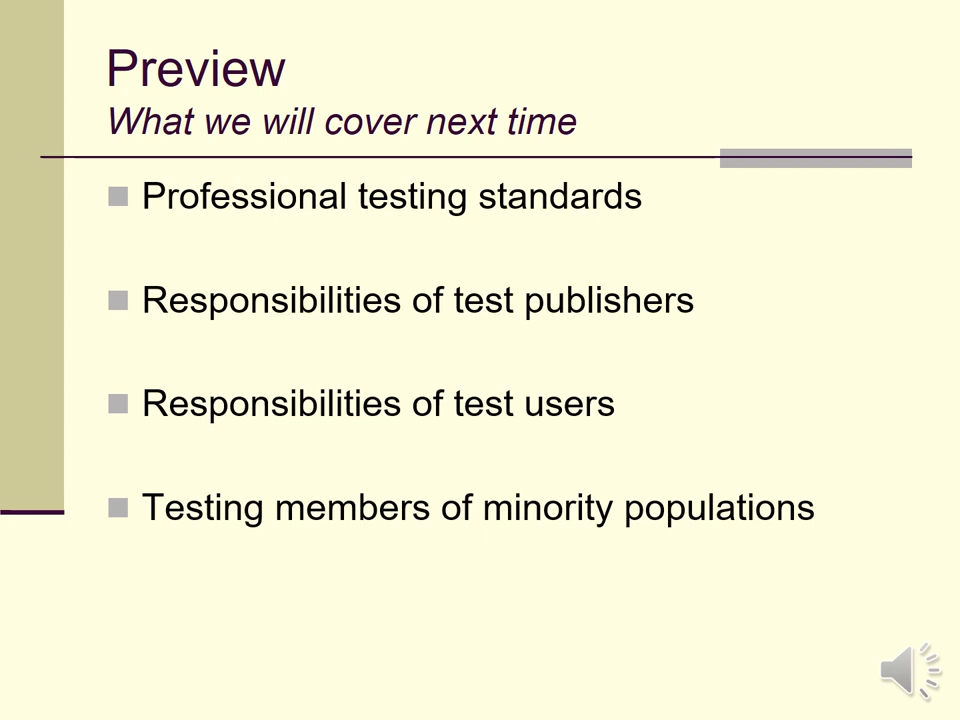 Preview
What we will cover next time
Professional testing standards
Responsibilities of test publishers
Responsibilities of test users
Testing members of minority populations